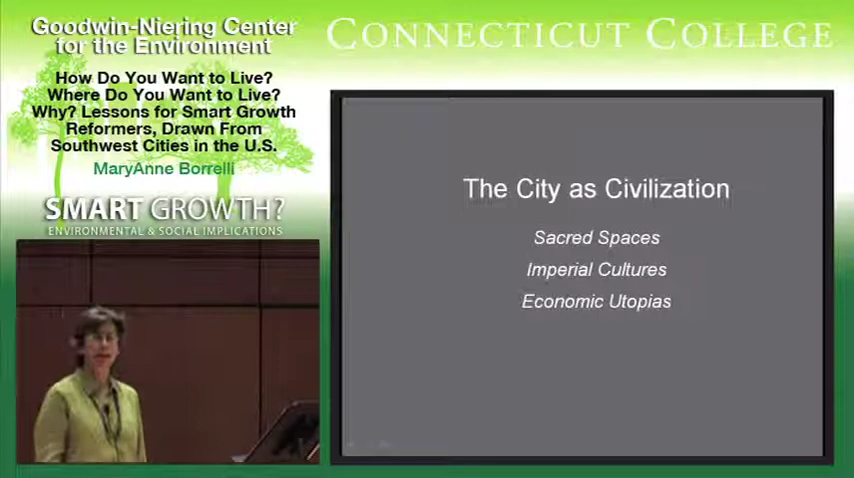 Goodwin-Niering Center
for the Environment
How Do You Want to Live?
Where Do You Want to Live?
Why? Lessons for Smart Growth
Reformers, Drawn From
Southwest Cities in the U.S.
MaryAnne Borrelli
SMART GROWTH?
ENVIRONMENTAL & SOCIAL IMPLICATIONS
CONNECTICUT COLLEGE
The City as Civilization
Sacred Spaces
Imperial Cultures
Economic Utopias